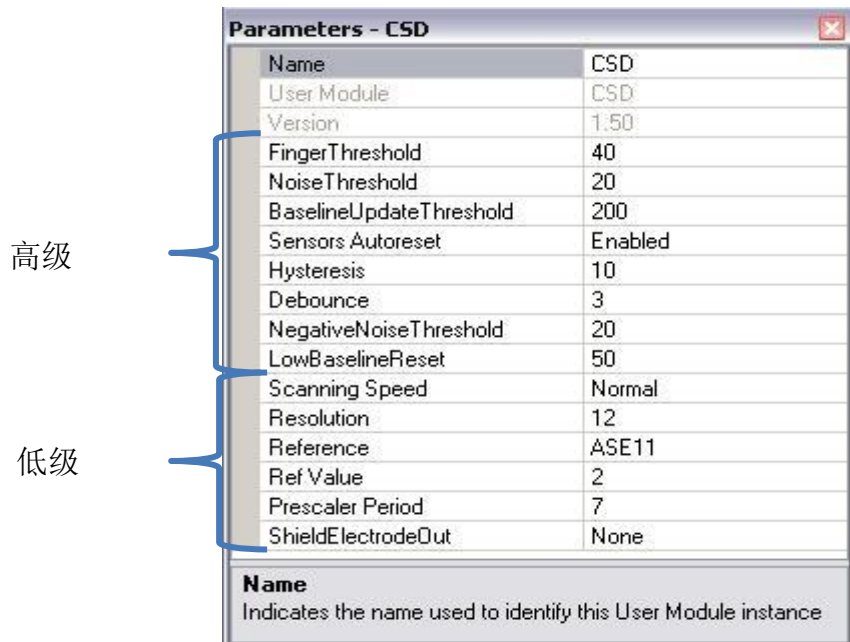 Parameters - CSD
Name CSD
User Module CSD
Version 1.50
FingerThreshold 40
NoiseThreshold 20
BaselineUpdateThreshold 200
Sensors Autoreset Enabled
高级
Hysteresis 10
Debounce 3
NegativeNoiseThreshold 20
LowBaselineReset 50
Scanning Speed Normal
Resolution 12
Reference ASE11
低级
Ref Value 2
Prescaler Period 7
ShieldElectrodeOut None
Name
Indicates the name used to identify this User Module instance